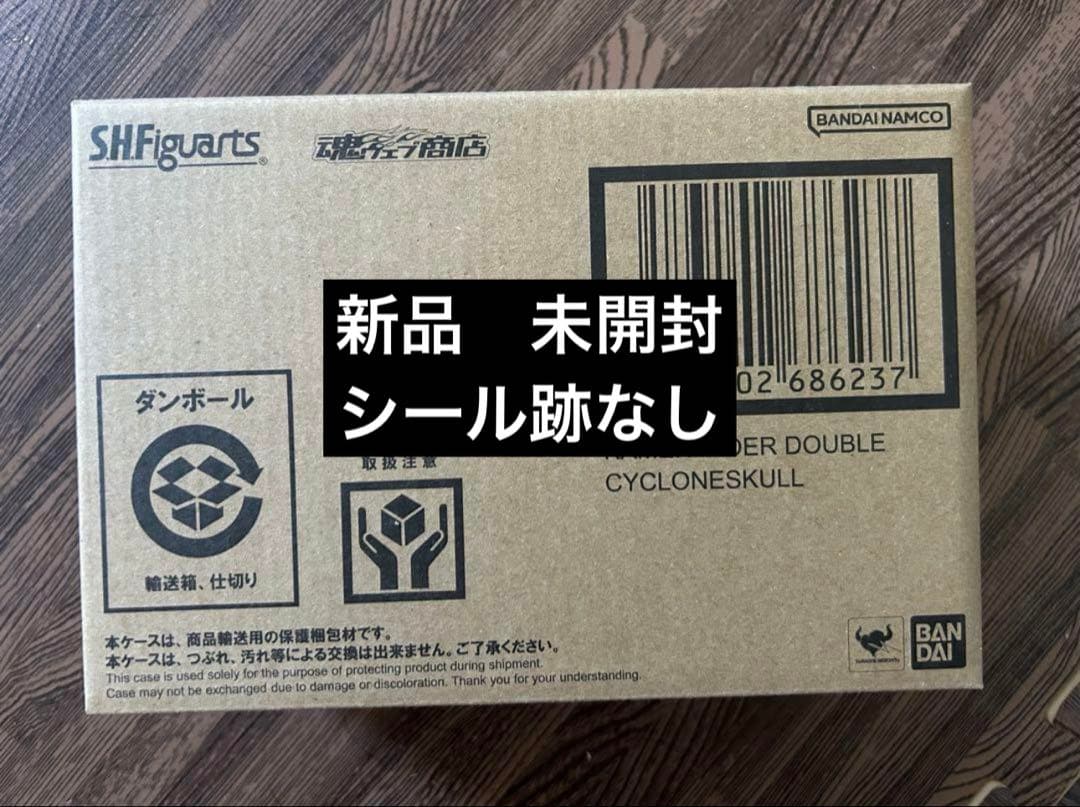 S.H.Figuarts
魂ウェブ商店
BANDAI NAMCO
新品　未開封
シール跡なし
02 686237
DOUBLE
CYCLONESKULL
ダンボール
輸送箱、仕切り
取扱注意
本ケースは、商品輸送用の保護梱包材です。
本ケースは、つぶれ、汚れ等による交換は出来ません。ご了承ください。
This case is used solely for the purpose of protecting product during shipment.
Case may not be exchanged due to damage or discoloration. Thank you for your understanding.
BAN
DAI